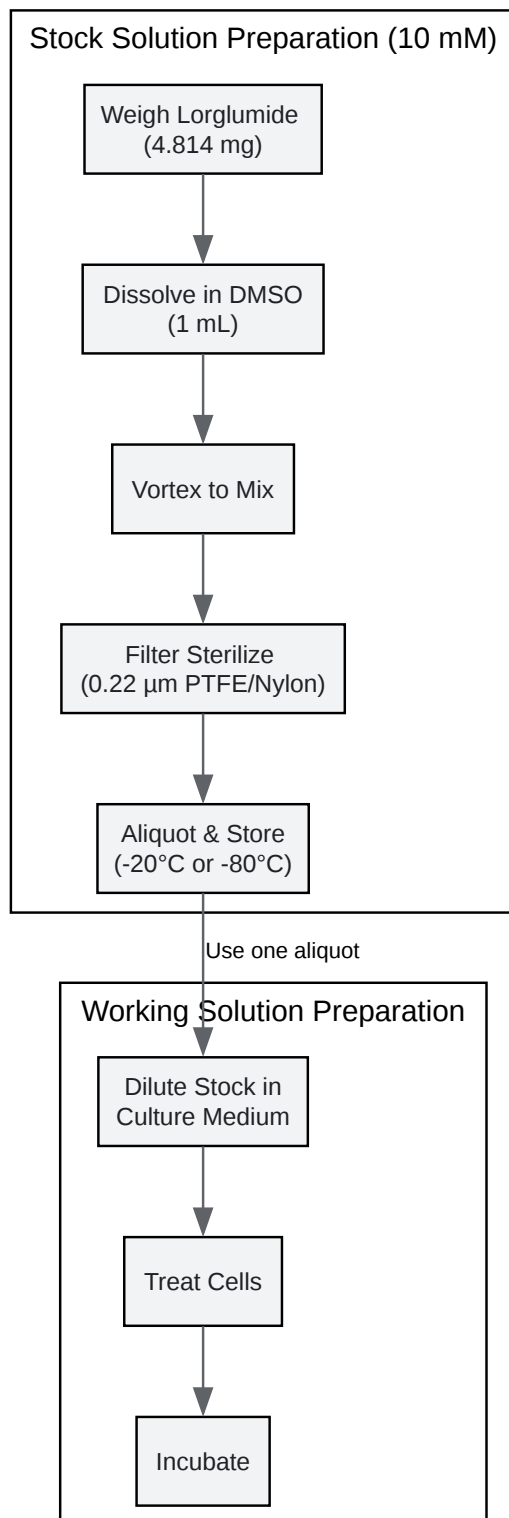 Stock Solution Preparation (10 mM)
Weigh Lorglumide
(4.814 mg)
Dissolve in DMSO
(1 mL)
Vortex to Mix
Filter Sterilize
(0.22 µm PTFE/Nylon)
Aliquot & Store
(-20°C or -80°C)
Use one aliquot
Working Solution Preparation
Dilute Stock in
Culture Medium
Treat Cells
Incubate